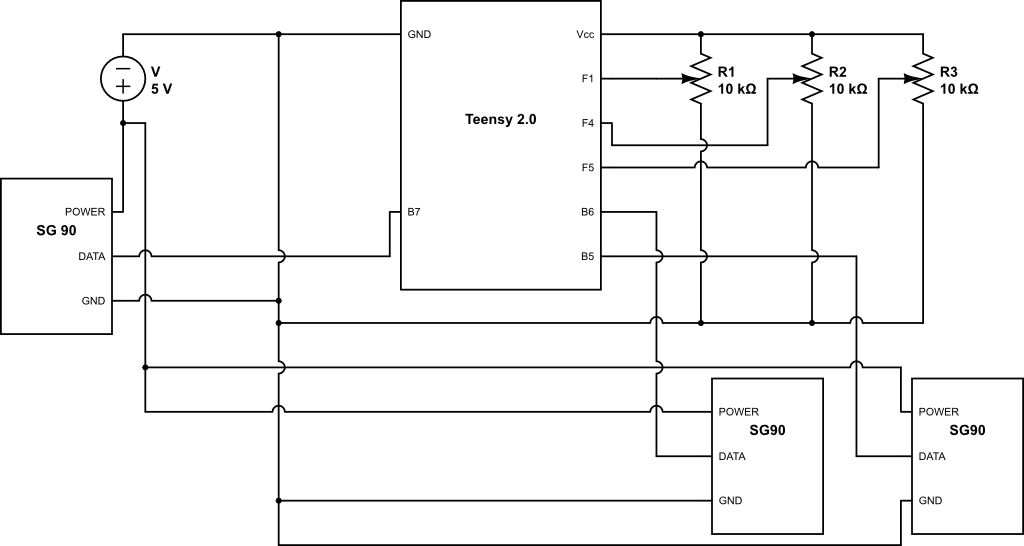 GND
Vcc
V
5 V
F1
R1
10 kΩ
R2
10 kΩ
R3
10 kΩ
Teensy 2.0
F4
F5
POWER
SG 90
B7
B6
DATA
B5
GND
POWER
SG90
DATA
GND
POWER
SG90
DATA
GND